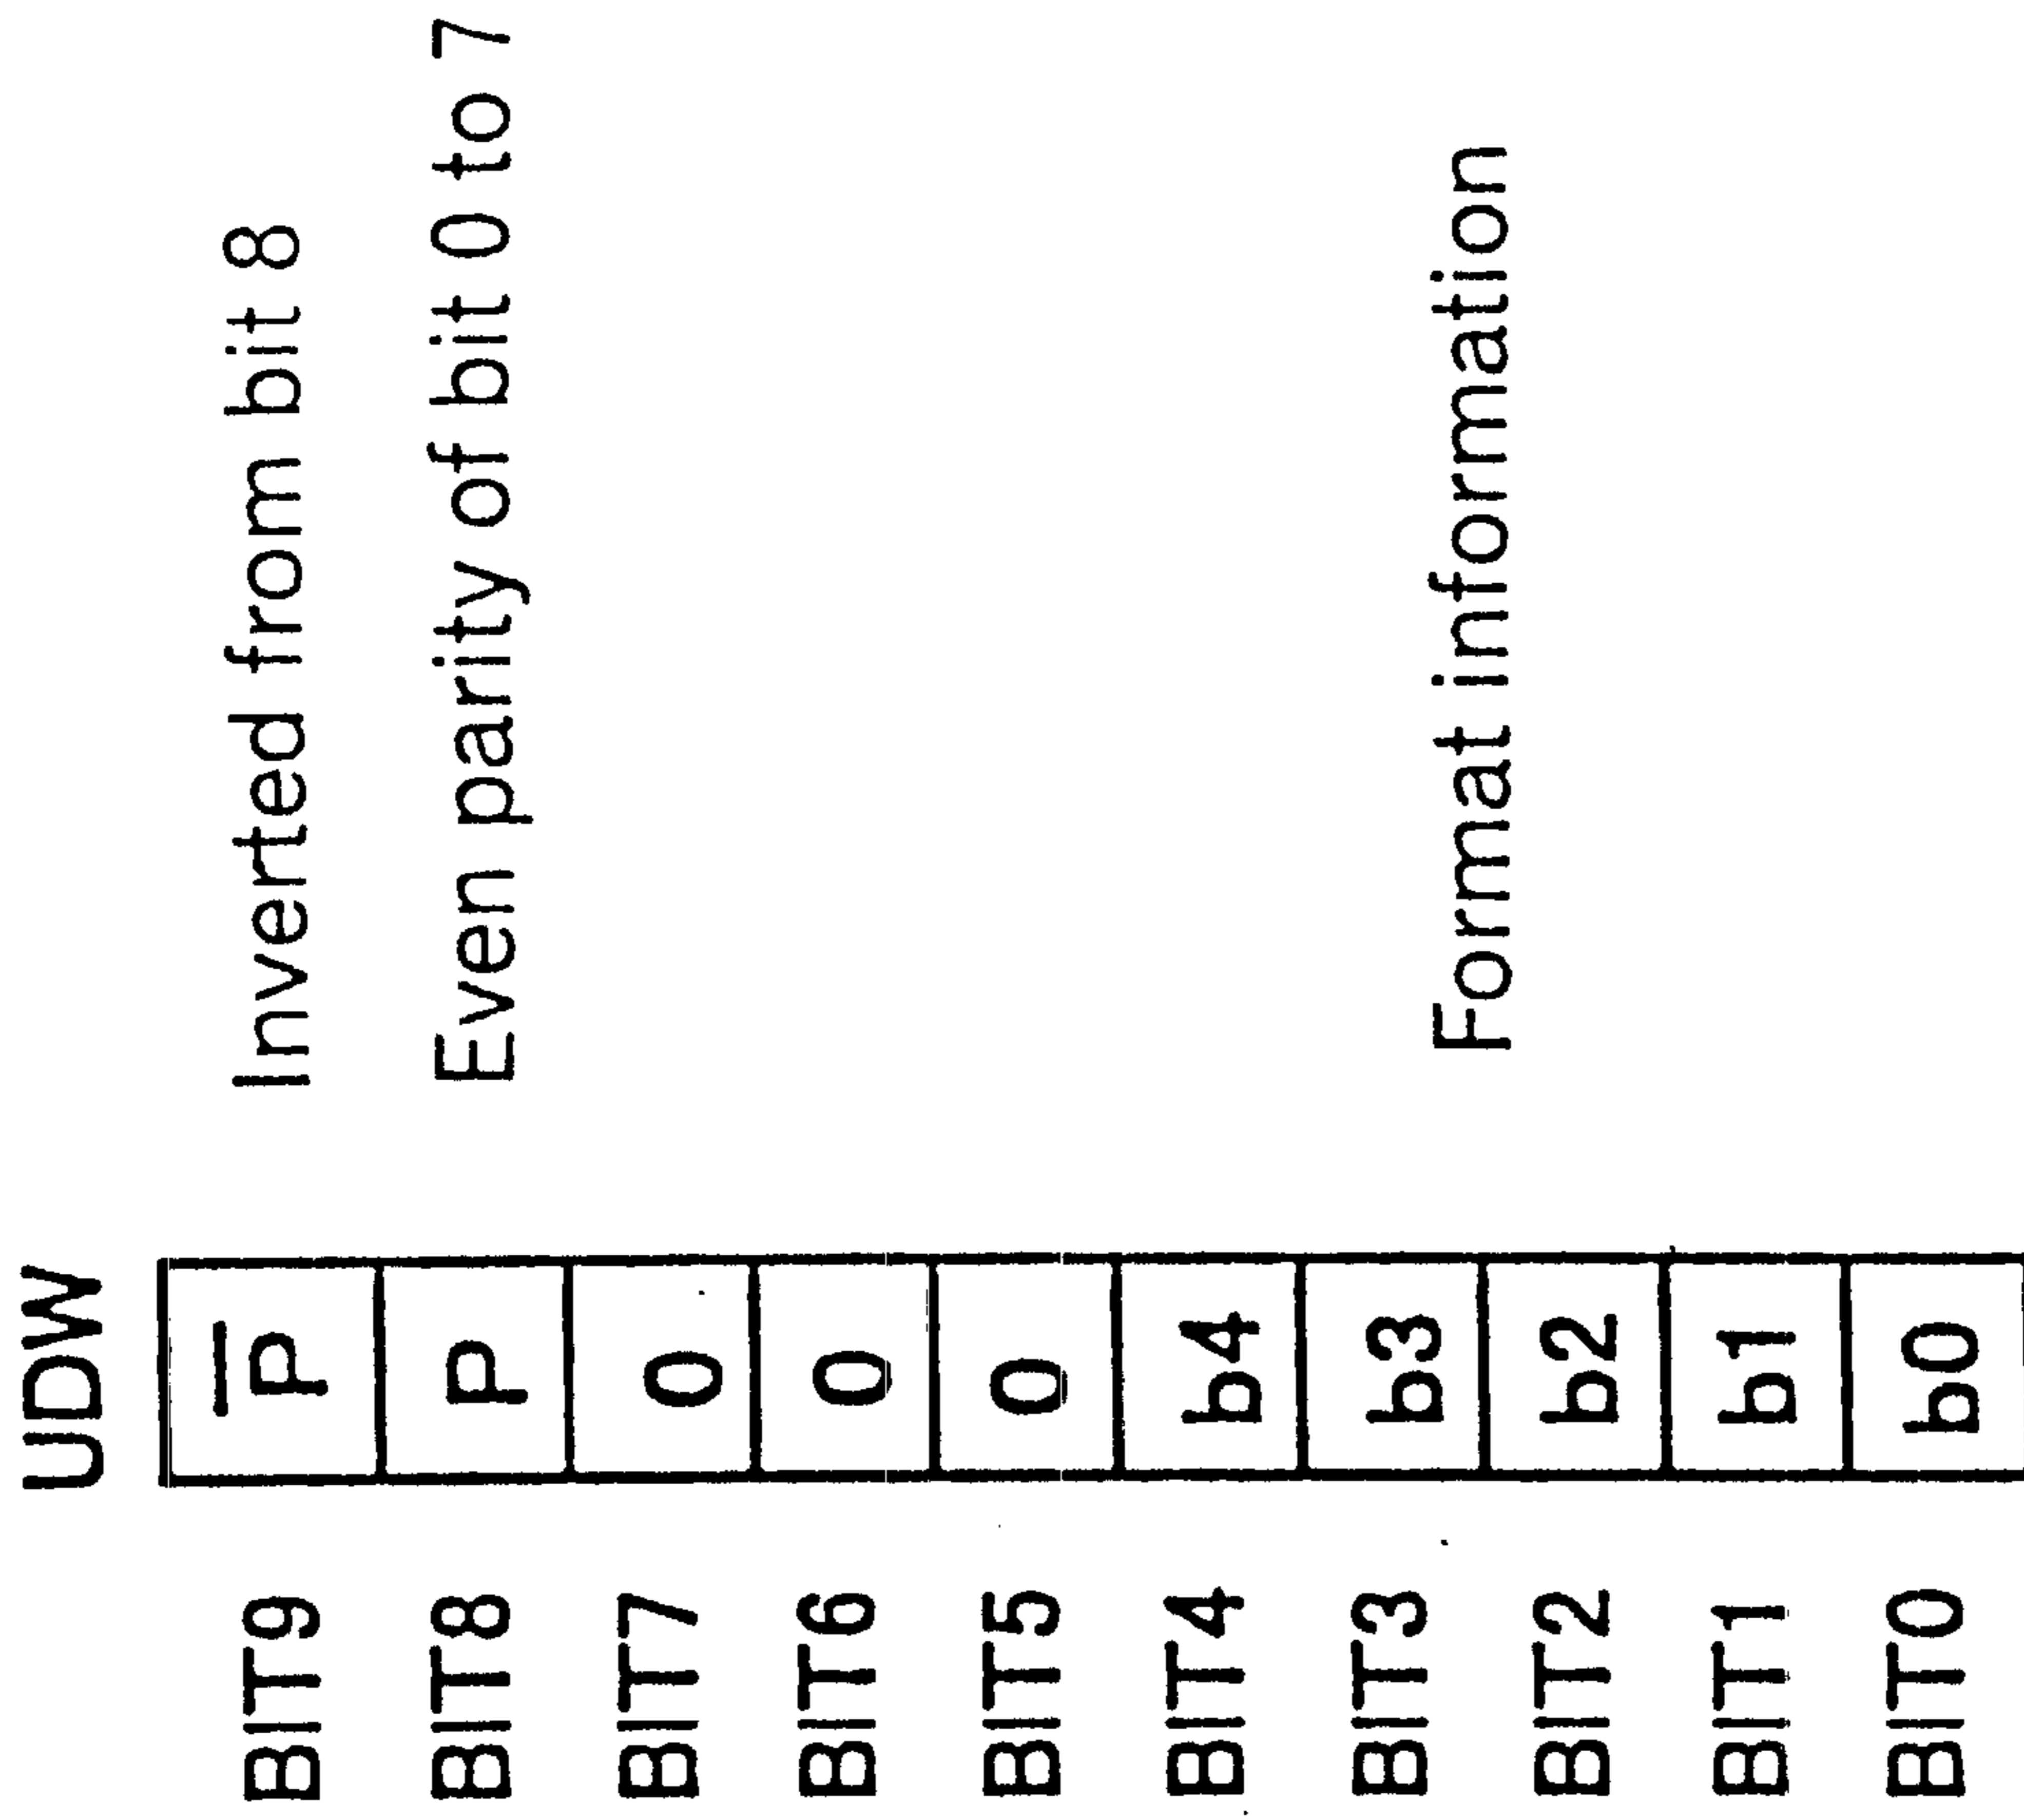 UDW
BIT9 P̅ Inverted from bit 8
BIT8 P Even parity of bit 0 to 7
BIT7 0
BIT6 0
BIT5 0
BIT4 b4
BIT3 b3 Format information
BIT2 b2
BIT1 b1
BIT0 b0